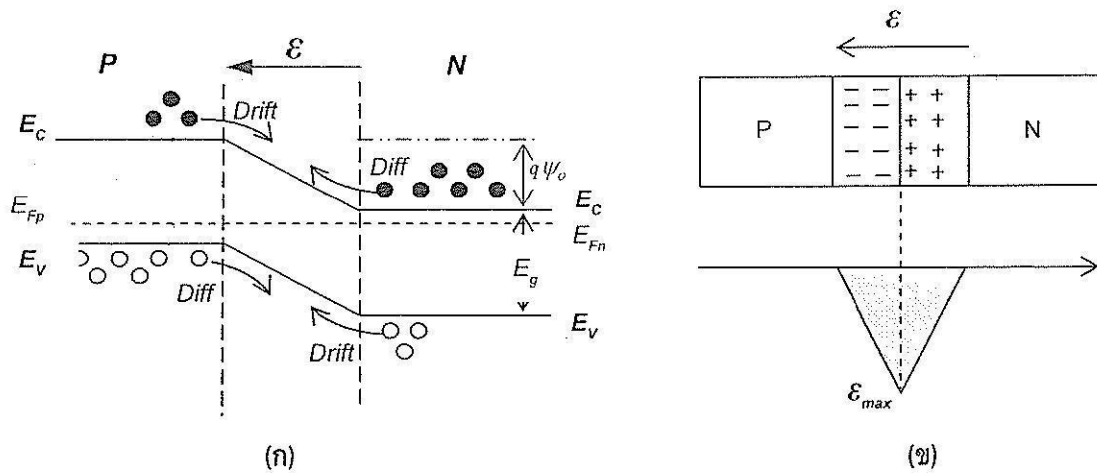 P
ε
N
E_C
Drift
Diff
qψ_o
E_C
E_Fp
E_Fn
E_V
E_g
Diff
Drift
E_V
(ก)
ε
P
− −
− −
− −
− −
− −
+ +
+ +
+ +
+ +
N
ε_max
(ข)